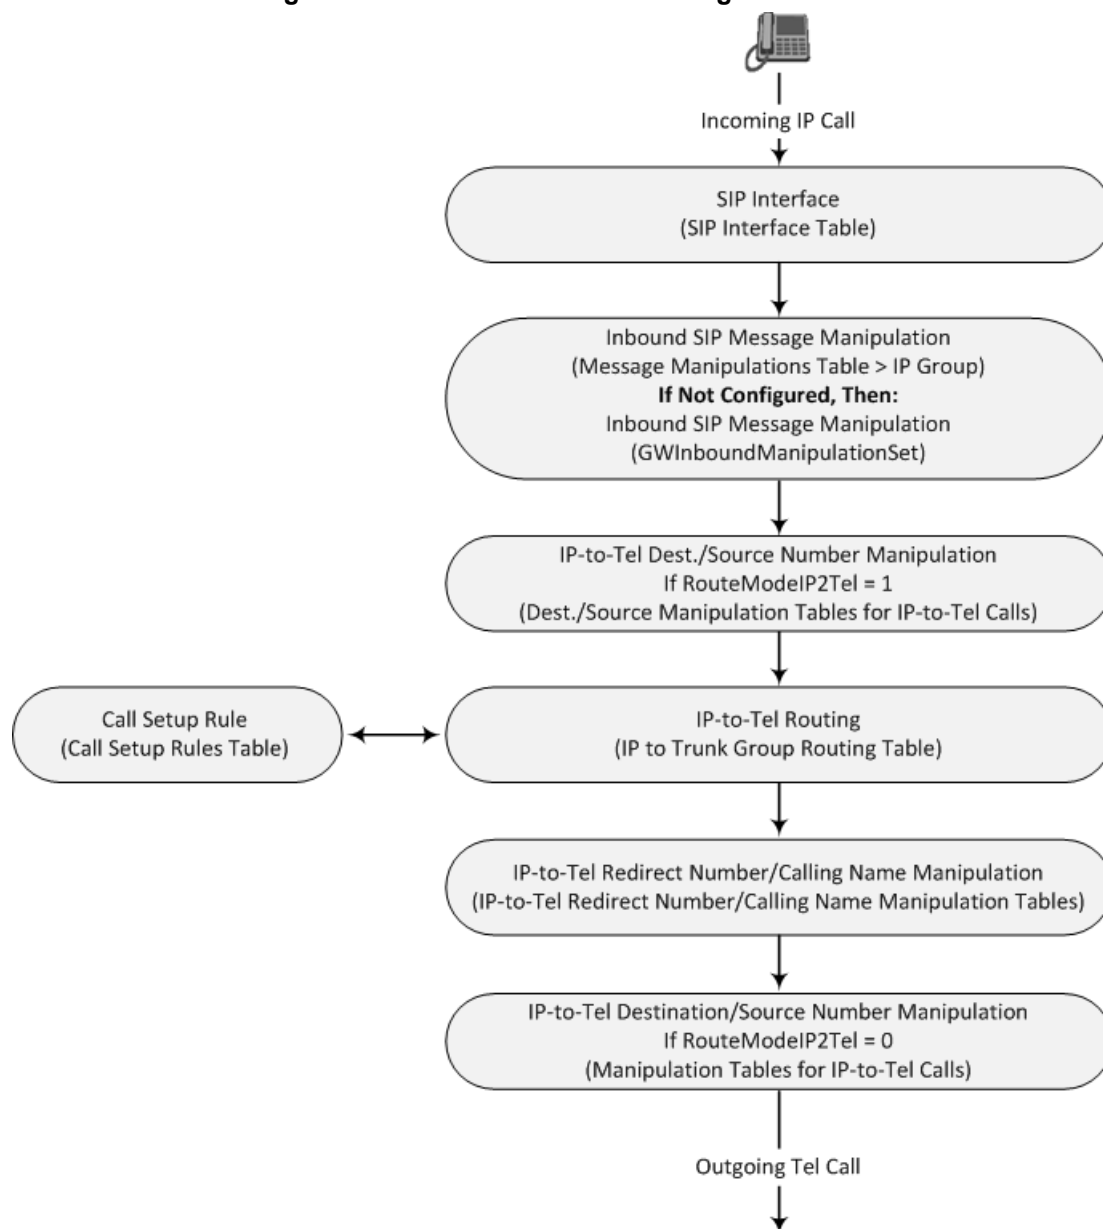 Incoming IP Call
SIP Interface
(SIP Interface Table)
Inbound SIP Message Manipulation
(Message Manipulations Table > IP Group)
If Not Configured, Then:
Inbound SIP Message Manipulation
(GWInboundManipulationSet)
IP-to-Tel Dest./Source Number Manipulation
If RouteModeIP2Tel = 1
(Dest./Source Manipulation Tables for IP-to-Tel Calls)
Call Setup Rule
(Call Setup Rules Table)
IP-to-Tel Routing
(IP to Trunk Group Routing Table)
IP-to-Tel Redirect Number/Calling Name Manipulation
(IP-to-Tel Redirect Number/Calling Name Manipulation Tables)
IP-to-Tel Destination/Source Number Manipulation
If RouteModeIP2Tel = 0
(Manipulation Tables for IP-to-Tel Calls)
Outgoing Tel Call